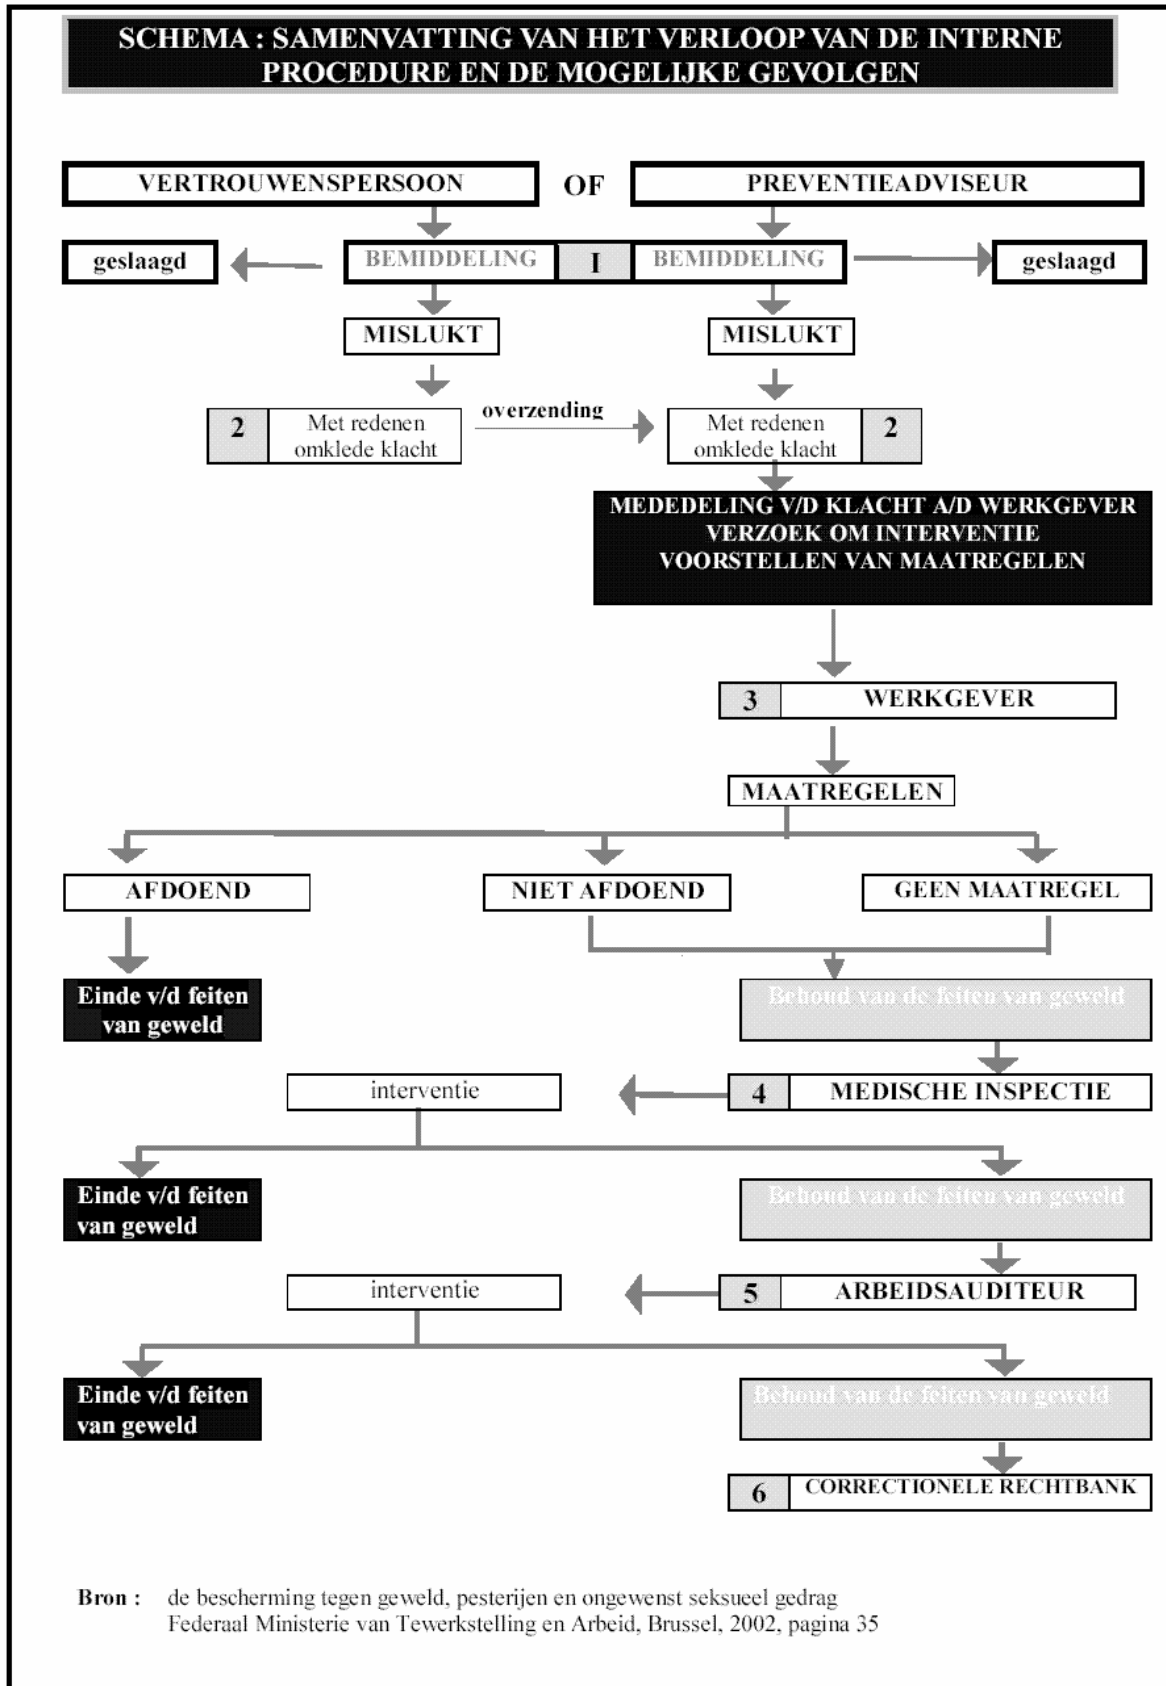 SCHEMA : SAMENVATTING VAN HET VERLOOP VAN DE INTERNE
PROCEDURE EN DE MOGELIJKE GEVOLGEN
VERTROUWENSPERSOON
OF
PREVENTIEADVISEUR
geslaagd
BEMIDDELING
I
BEMIDDELING
geslaagd
MISLUKT
MISLUKT
2
Met redenen
omklede klacht
overzending
Met redenen
omklede klacht
2
MEDEDELING V/D KLACHT A/D WERKGEVER
VERZOEK OM INTERVENTIE
VOORSTELLEN VAN MAATREGELEN
3
WERKGEVER
MAATREGELEN
AFDOEND
NIET AFDOEND
GEEN MAATREGEL
Einde v/d feiten
van geweld
Behoud van de feiten van geweld
interventie
4
MEDISCHE INSPECTIE
Einde v/d feiten
van geweld
Behoud van de feiten van geweld
interventie
5
ARBEIDSAUDITEUR
Einde v/d feiten
van geweld
Behoud van de feiten van geweld
6
CORRECTIONELE RECHTBANK
Bron : de bescherming tegen geweld, pesterijen en ongewenst seksueel gedrag
Federaal Ministerie van Tewerkstelling en Arbeid, Brussel, 2002, pagina 35